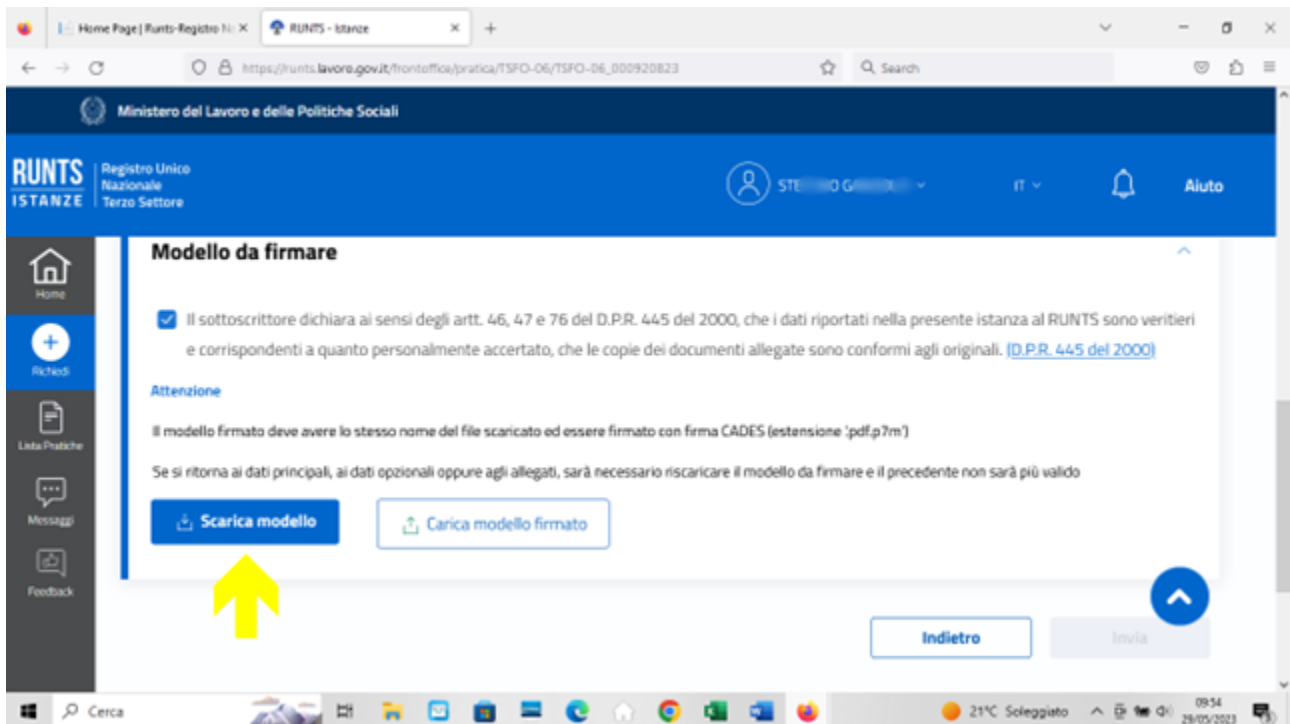 Home Page | Runts-Registro N
RUNTS - Istanze
https://runts.lavoro.gov.it/frontoffice/pratica/TSFO-06/TSFO-06_000920823
Search
Ministero del Lavoro e delle Politiche Sociali
RUNTS
ISTANZE
Registro Unico
Nazionale
Terzo Settore
IT
Aiuto
Home
Richiedi
Lista Pratiche
Messaggi
Feedback
Modello da firmare
Il sottoscrittore dichiara ai sensi degli artt. 46, 47 e 76 del D.P.R. 445 del 2000, che i dati riportati nella presente istanza al RUNTS sono veritieri
e corrispondenti a quanto personalmente accertato, che le copie dei documenti allegate sono conformi agli originali. (D.P.R. 445 del 2000)
Attenzione
Il modello firmato deve avere lo stesso nome del file scaricato ed essere firmato con firma CADES (estensione '.pdf.p7m')
Se si ritorna ai dati principali, ai dati opzionali oppure agli allegati, sarà necessario riscaricare il modello da firmare e il precedente non sarà più valido
Scarica modello
Carica modello firmato
Indietro
Invia
Cerca
21°C Soleggiato
09:54
29/05/2023